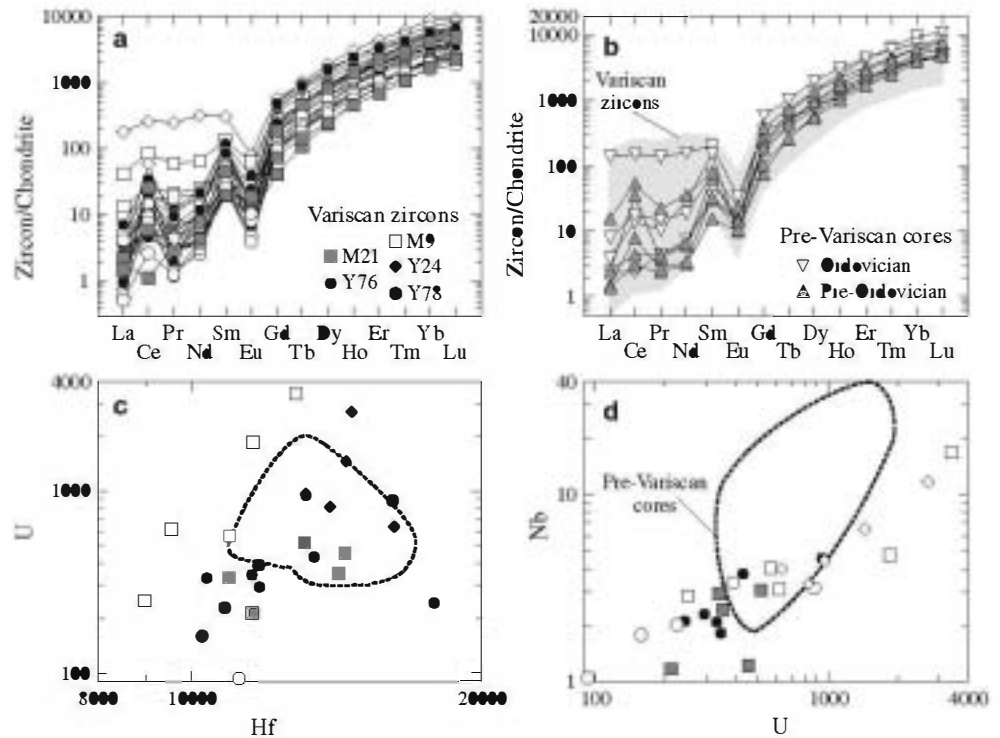 a
10000
1000
100
10
1
Zircon/Chondrite
Variscan zircons
M21
M9
Y76
Y24
Y78
La Ce Pr Nd Sm Eu Gd Tb Dy Ho Er Tm Yb Lu
b
20000
10000
1000
100
10
1
Zircon/Chondrite
Variscan
zircons
Pre-Variscan cores
Ordovician
Pre-Ordovician
La Ce Pr Nd Sm Eu Gd Tb Dy Ho Er Tm Yb Lu
c
4000
1000
100
U
8000 10000 20000
Hf
d
40
10
1
Nb
Pre-Variscan
cores
100 1000 4000
U